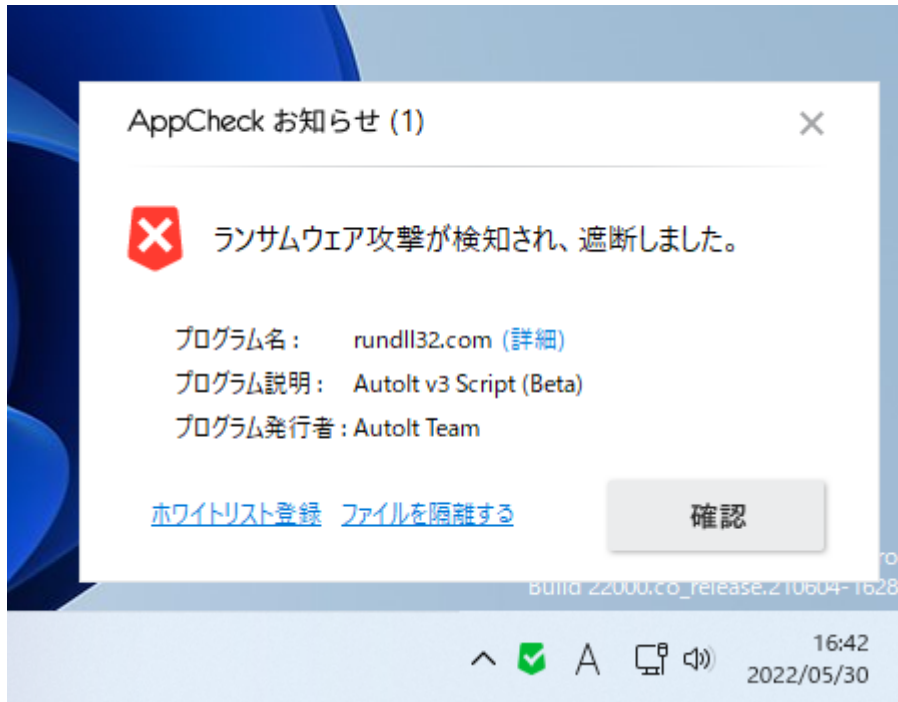 AppCheck お知らせ (1)
ランサムウェア攻撃が検知され、遮断しました。
プログラム名 : rundll32.com (詳細)
プログラム説明 : AutoIt v3 Script (Beta)
プログラム発行者 : AutoIt Team
ホワイトリスト登録 ファイルを隔離する 確認
Build 22000.co_release.210604-1628
A 16:42
2022/05/30